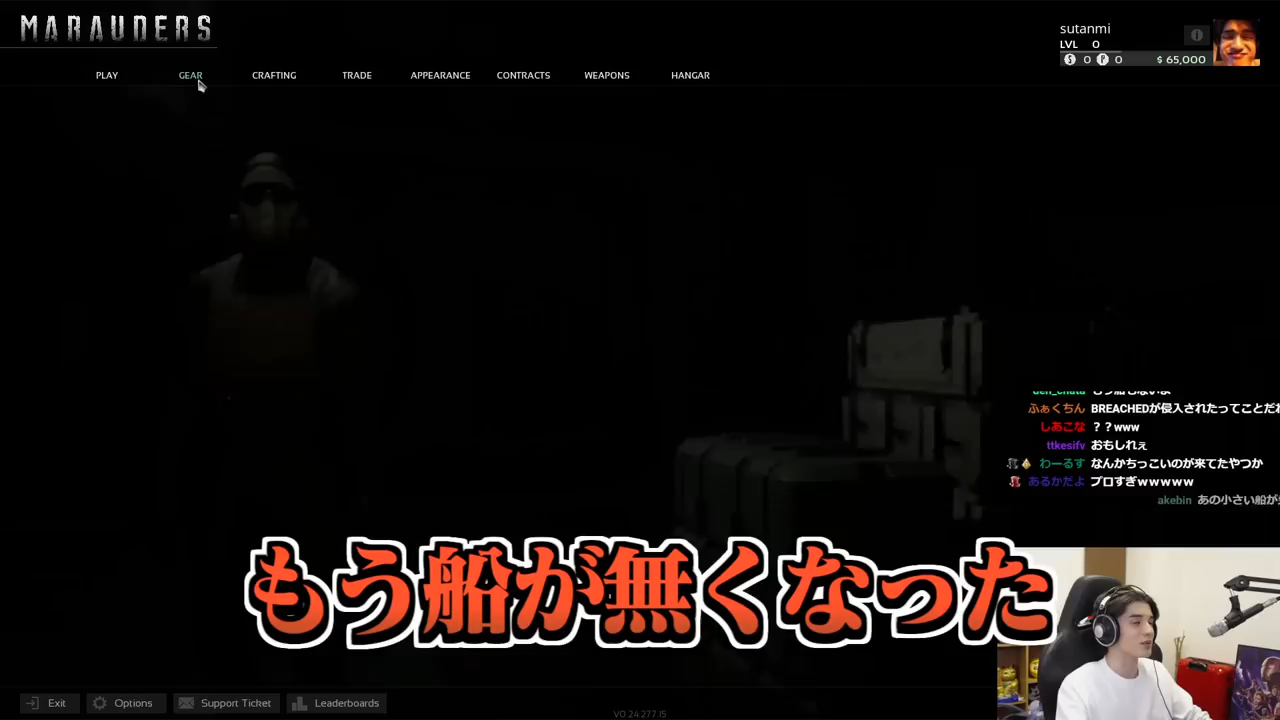 MARAUDERS
sutanmi
LVL 0
0 0 $ 65,000
PLAY GEAR CRAFTING TRADE APPEARANCE CONTRACTS WEAPONS HANGAR
ふぁくちん BREACHEDが侵入されたってことだ
しあこな ？？www
ttkesifv おもしれぇ
わーるす なんかちっこいのが来てたやつか
あるかだよ プロすぎｗｗｗｗｗ
akebin あの小さい船が
もう船が無くなった
Exit Options Support Ticket Leaderboards
V0.24.277.15